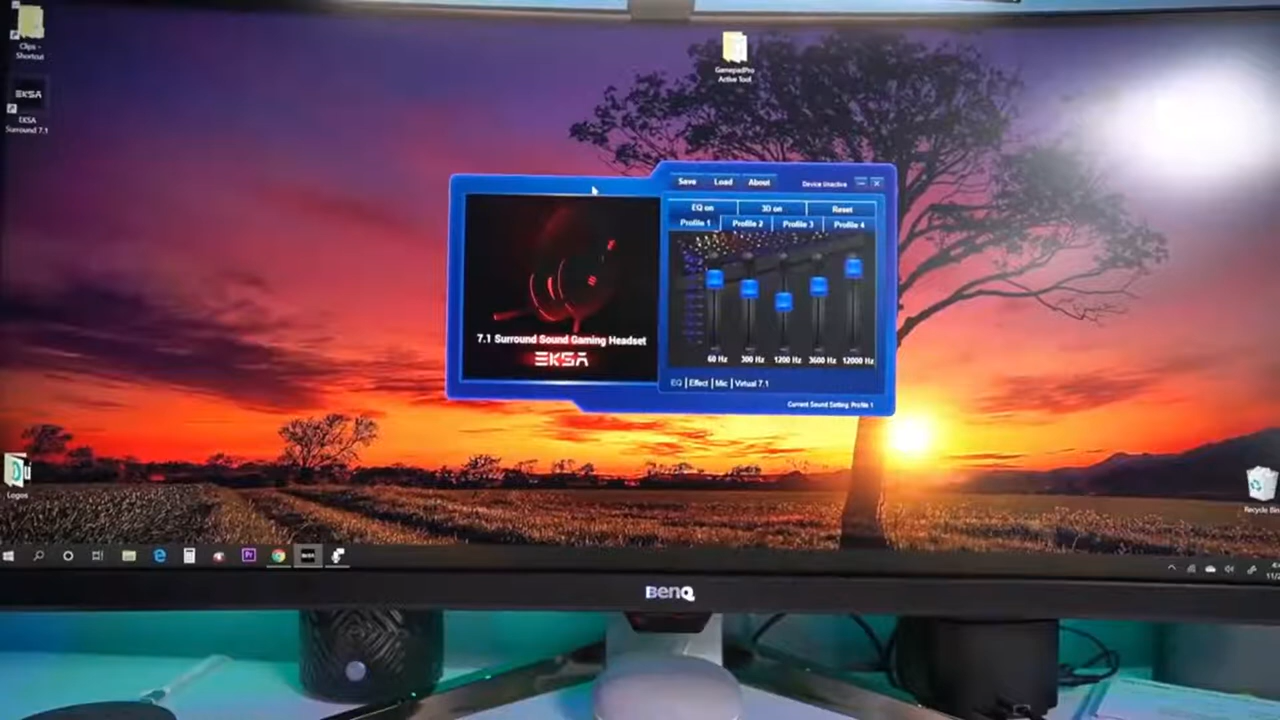 Clips -
Shortcut
EKSA
EKSA
Surround 7.1
GamepadPro
Active Tool
Save Load About
EQ on 3D on Reset
Profile 1 Profile 2 Profile 3 Profile 4
7.1 Surround Sound Gaming Headset
EKSA
60 Hz 300 Hz 1200 Hz 3600 Hz 12000 Hz
EQ | Effect | Mic | Virtual 7.1
Current Sound Setting: Profile 1
Logos
Recycle Bin
Pr
EKSA
BenQ